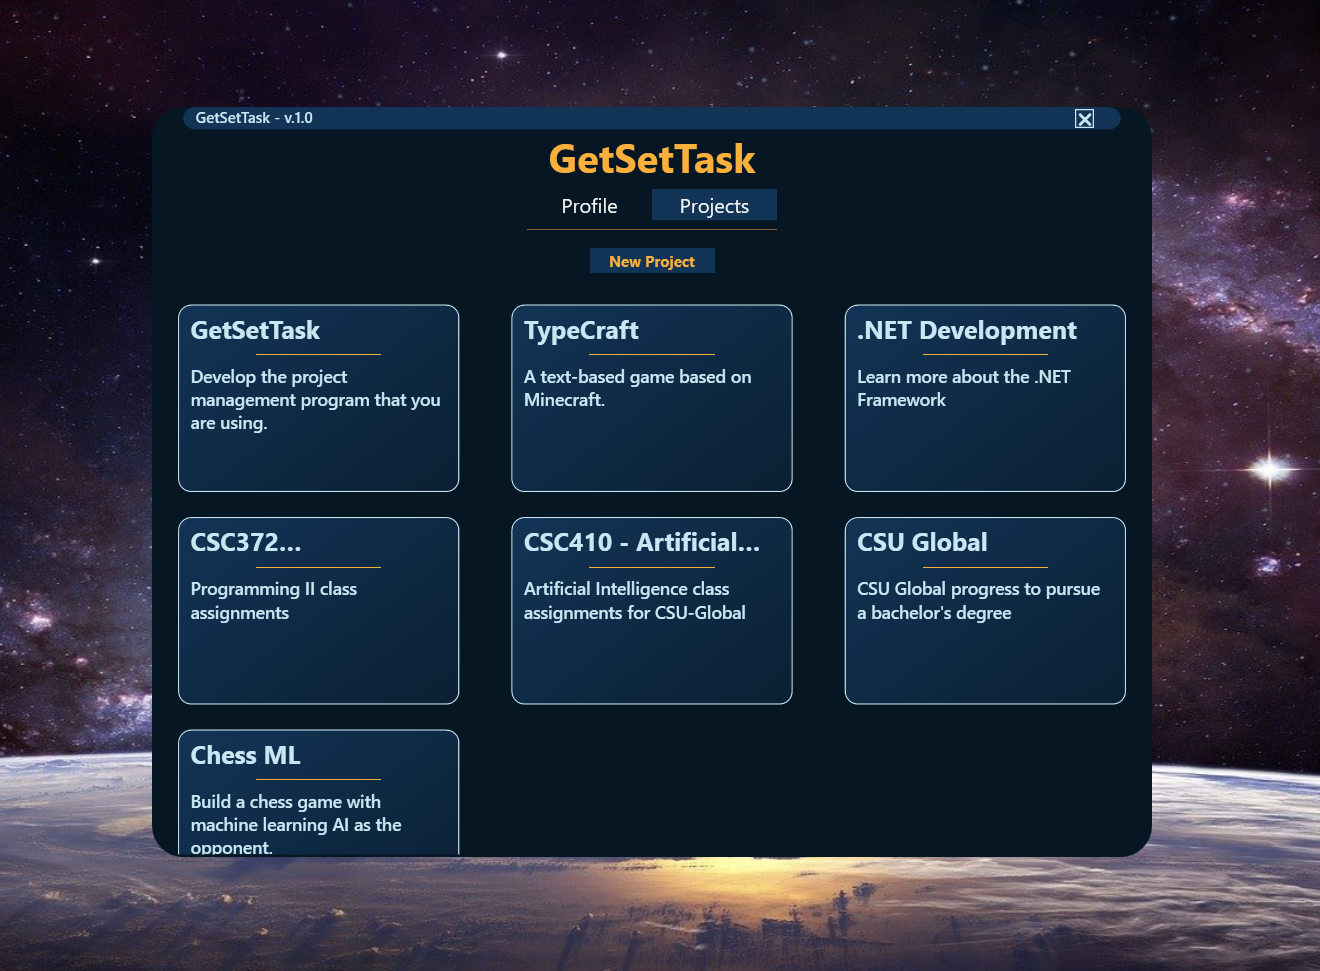 GetSetTask - v.1.0
GetSetTask
Profile
Projects
New Project
GetSetTask
Develop the project
management program that you
are using.
TypeCraft
A text-based game based on
Minecraft.
.NET Development
Learn more about the .NET
Framework
CSC372...
Programming II class
assignments
CSC410 - Artificial...
Artificial Intelligence class
assignments for CSU-Global
CSU Global
CSU Global progress to pursue
a bachelor's degree
Chess ML
Build a chess game with
machine learning AI as the
opponent.